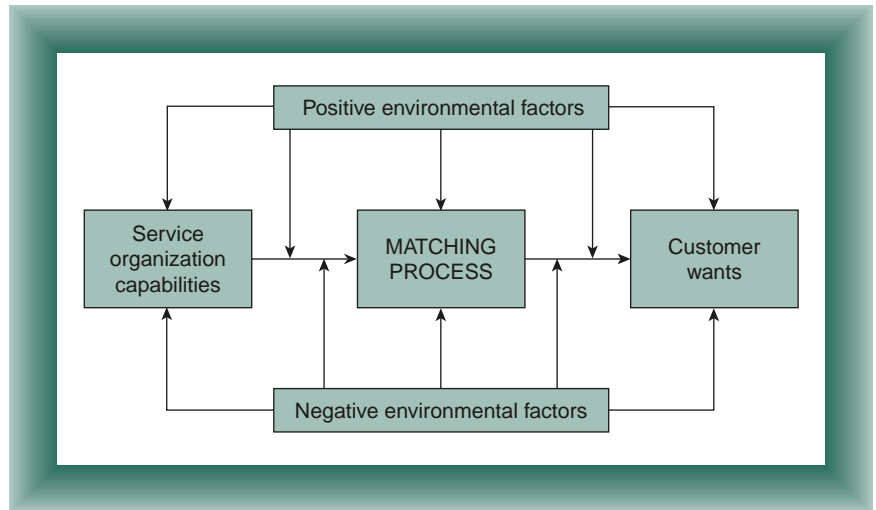 Positive environmental factors
Service
organization
capabilities
MATCHING
PROCESS
Customer
wants
Negative environmental factors